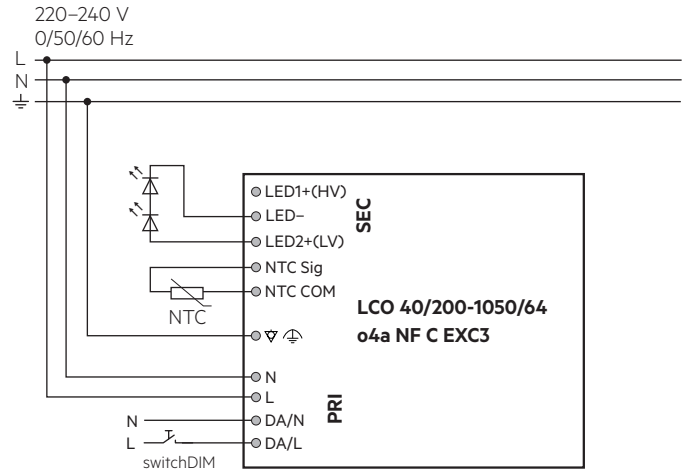 220–240 V
0/50/60 Hz
L
N
LED1+(HV)
LED–
LED2+(LV)
NTC Sig
NTC COM
SEC
NTC
LCO 40/200-1050/64
o4a NF C EXC3
N
L
PRI
N
DA/N
L
DA/L
switchDIM